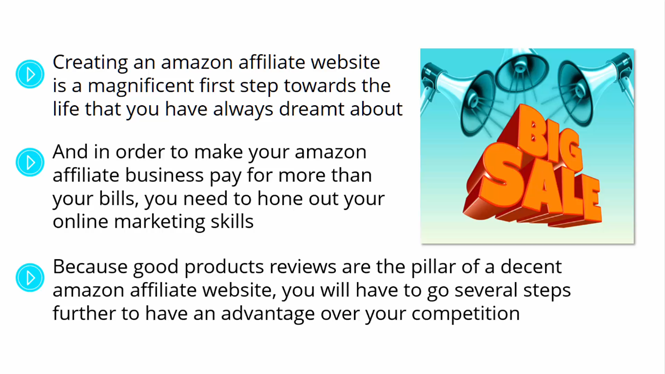 Creating an amazon affiliate website
is a magnificent first step towards the
life that you have always dreamt about
And in order to make your amazon
affiliate business pay for more than
your bills, you need to hone out your
online marketing skills
BIG
SALE
Because good products reviews are the pillar of a decent
amazon affiliate website, you will have to go several steps
further to have an advantage over your competition